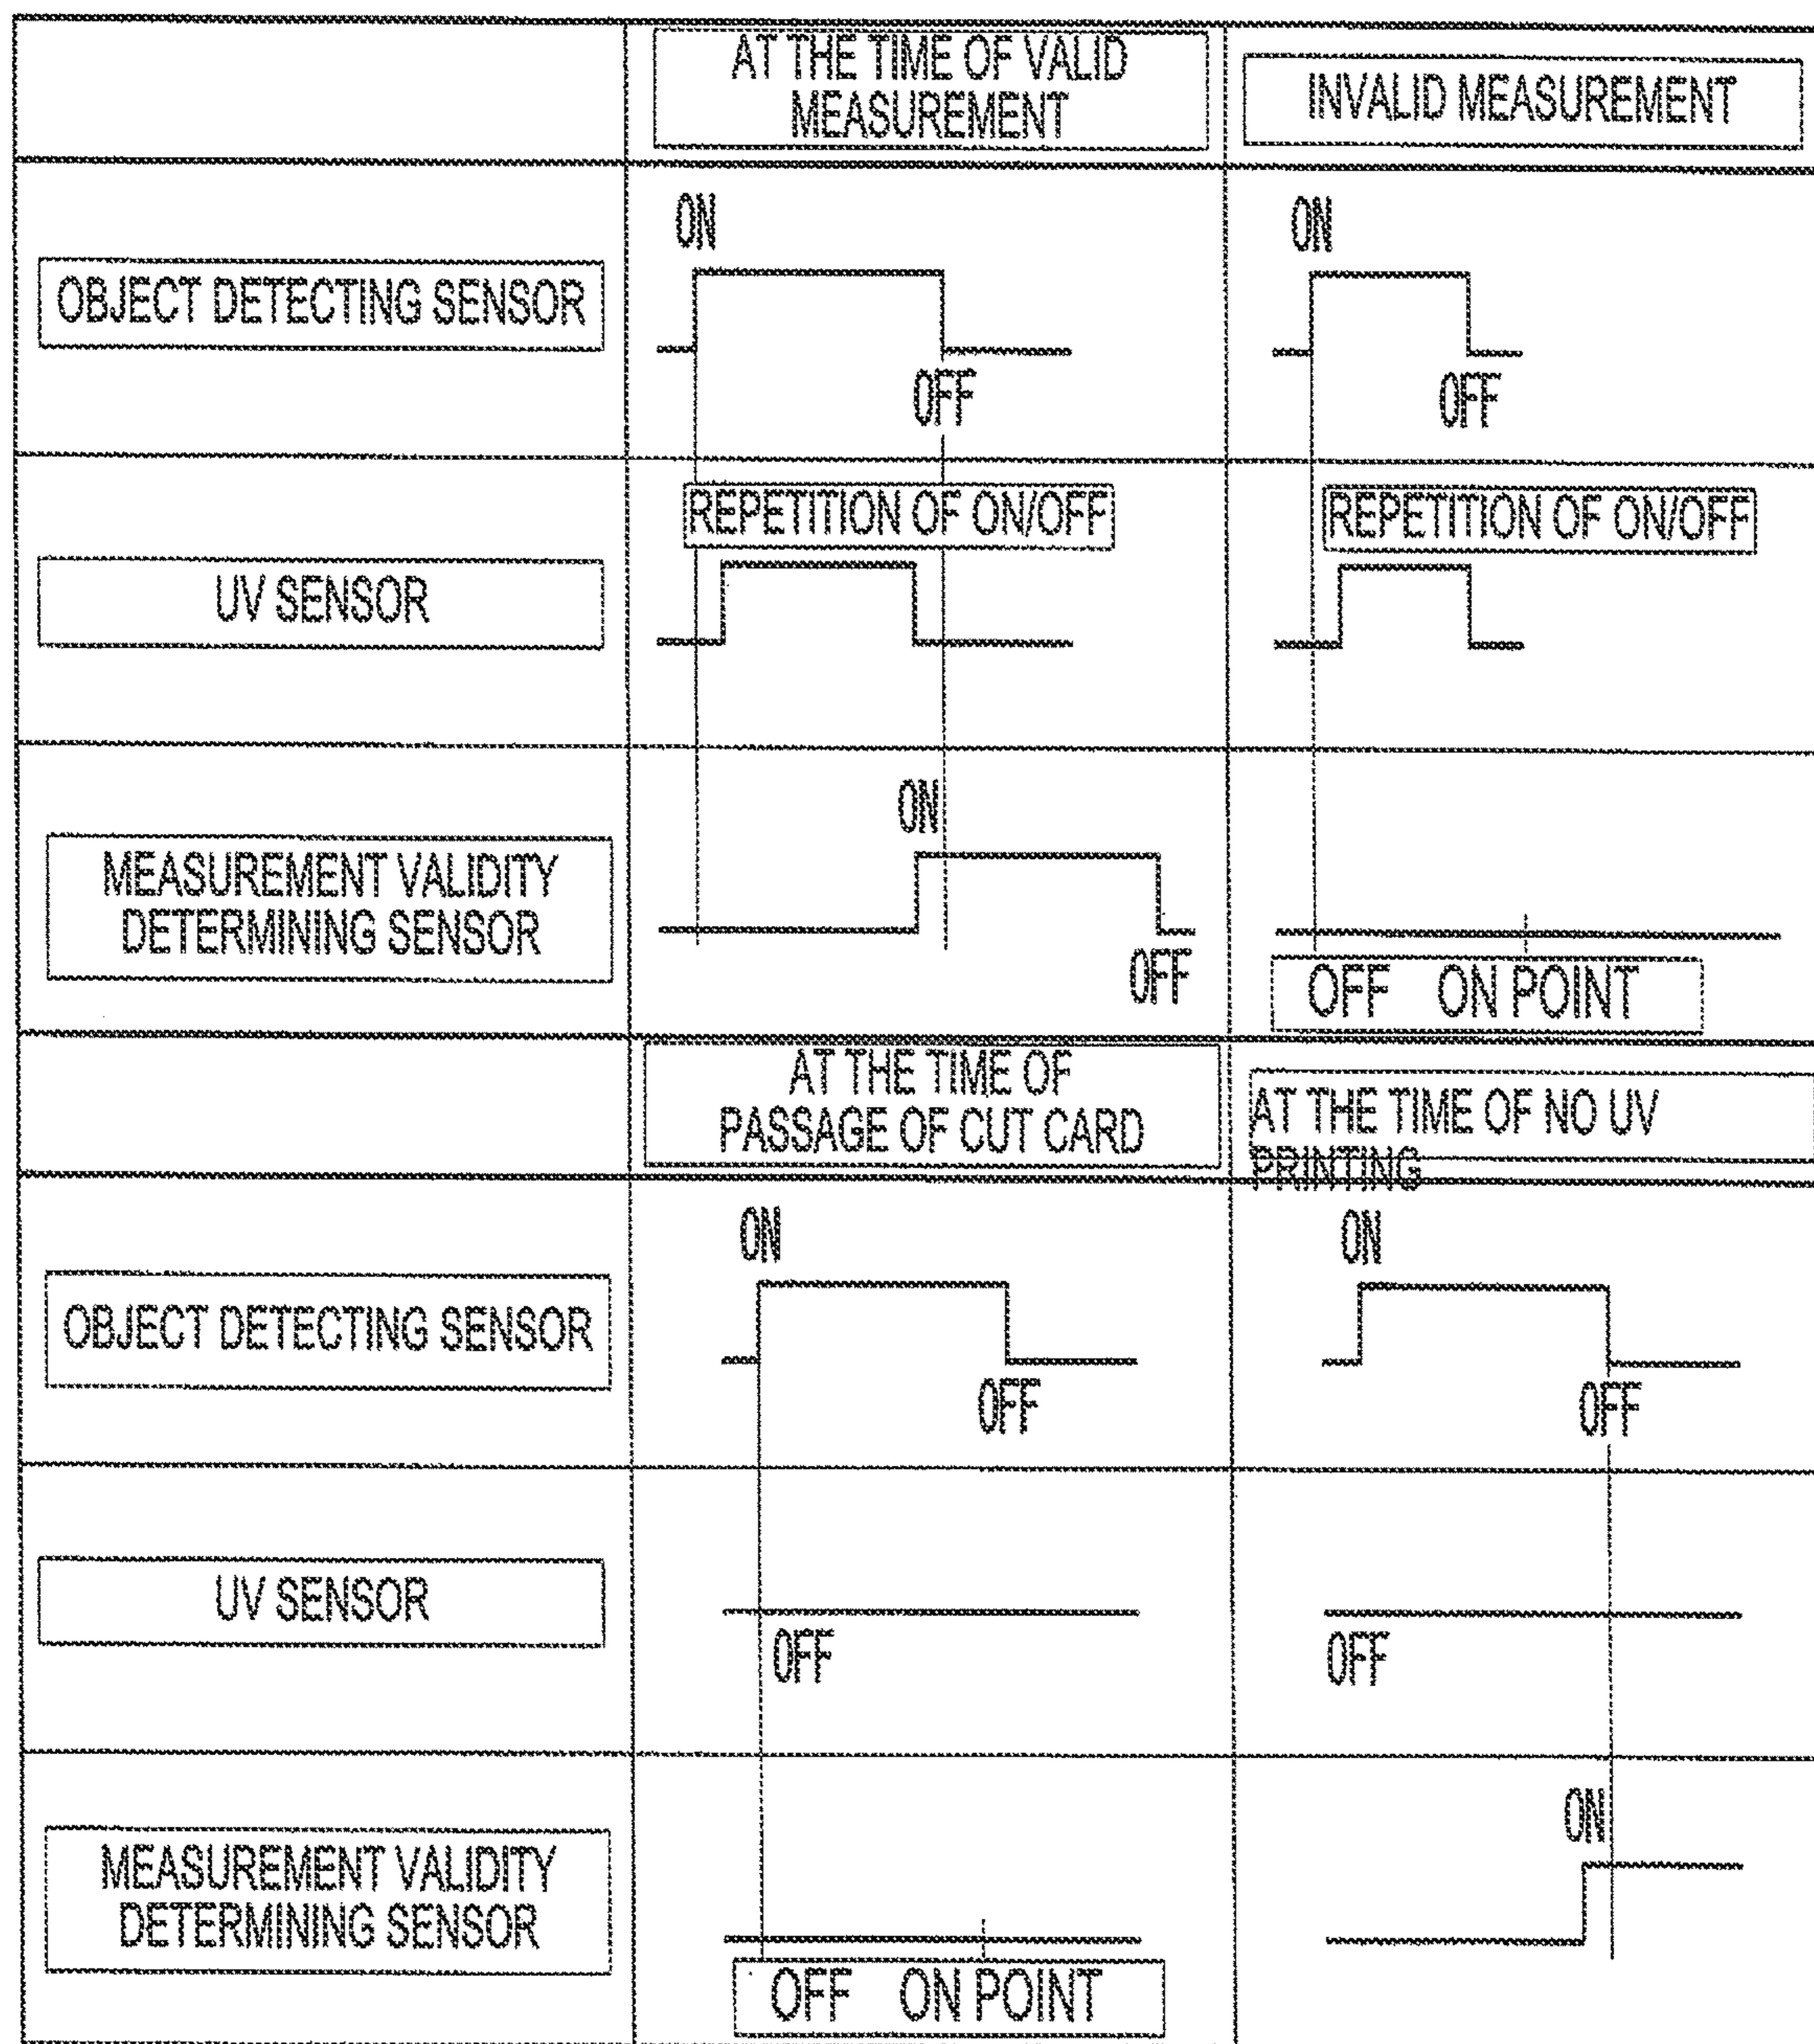 AT THE TIME OF VALID
MEASUREMENT
INVALID MEASUREMENT
OBJECT DETECTING SENSOR
ON
OFF
ON
OFF
UV SENSOR
REPETITION OF ON/OFF
REPETITION OF ON/OFF
MEASUREMENT VALIDITY
DETERMINING SENSOR
ON
OFF
OFF ON POINT
AT THE TIME OF
PASSAGE OF CUT CARD
AT THE TIME OF NO UV
PRINTING
OBJECT DETECTING SENSOR
ON
OFF
ON
OFF
UV SENSOR
OFF
OFF
MEASUREMENT VALIDITY
DETERMINING SENSOR
OFF ON POINT
ON